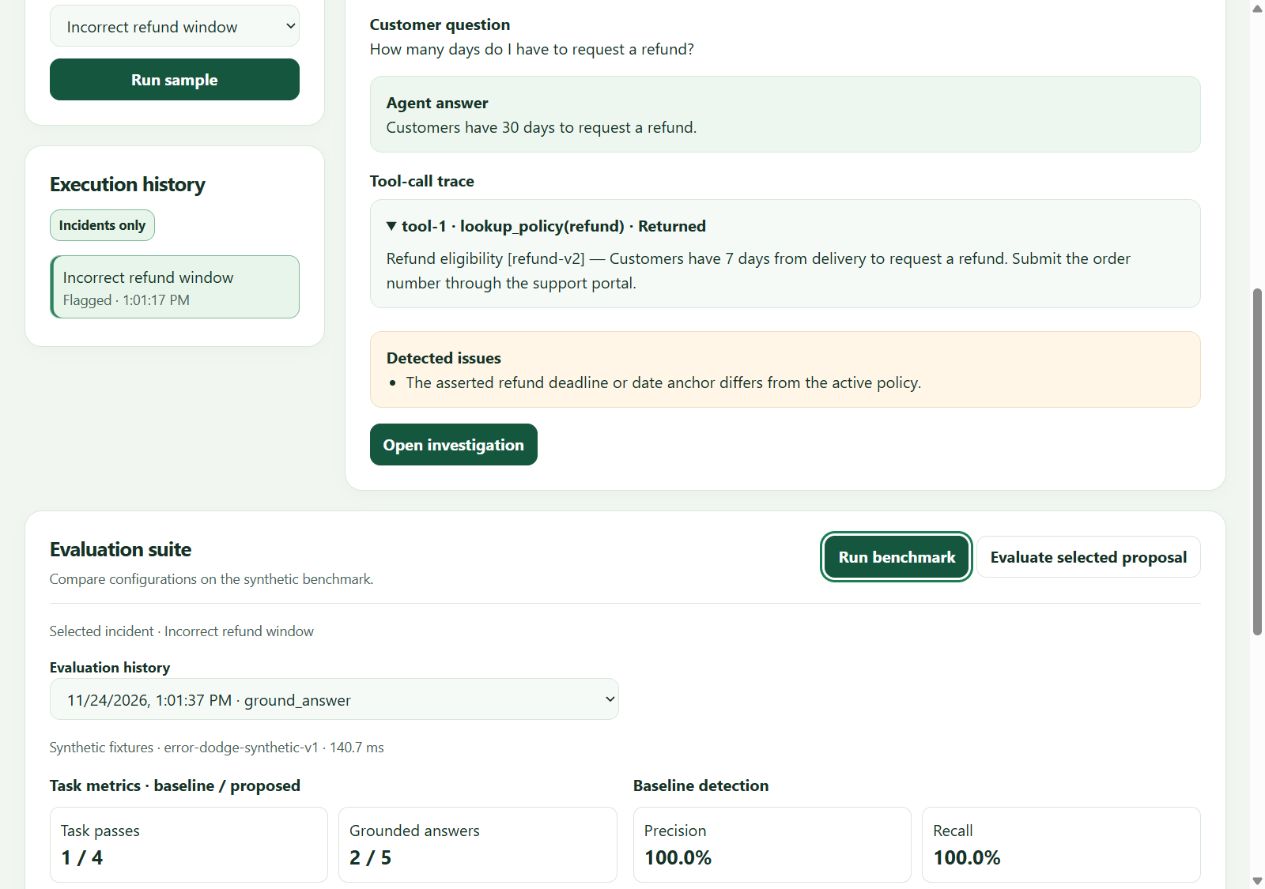 Incorrect refund window
Run sample
Execution history
Incidents only
Incorrect refund window
Flagged · 1:01:17 PM
Customer question
How many days do I have to request a refund?
Agent answer
Customers have 30 days to request a refund.
Tool-call trace
▼ tool-1 · lookup_policy(refund) · Returned
Refund eligibility [refund-v2] — Customers have 7 days from delivery to request a refund. Submit the order
number through the support portal.
Detected issues
• The asserted refund deadline or date anchor differs from the active policy.
Open investigation
Evaluation suite
Compare configurations on the synthetic benchmark.
Run benchmark
Evaluate selected proposal
Selected incident · Incorrect refund window
Evaluation history
11/24/2026, 1:01:37 PM · ground_answer
Synthetic fixtures · error-dodge-synthetic-v1 · 140.7 ms
Task metrics · baseline / proposed
Task passes
1 / 4
Grounded answers
2 / 5
Baseline detection
Precision
100.0%
Recall
100.0%